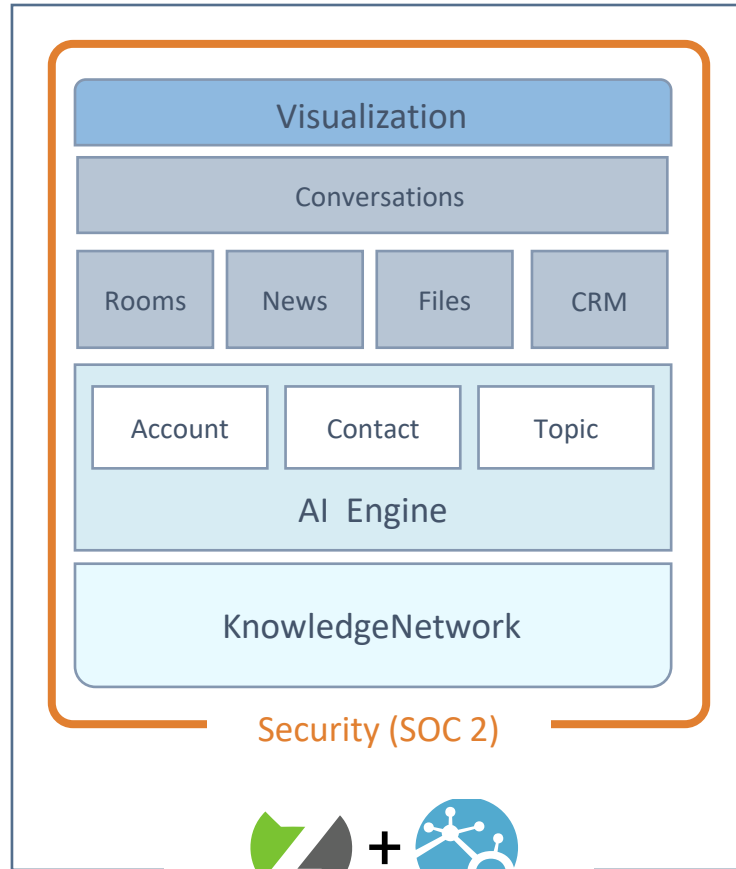 Visualization
Conversations
Rooms News Files CRM
Account Contact Topic
AI Engine
KnowledgeNetwork
Security (SOC 2)
+